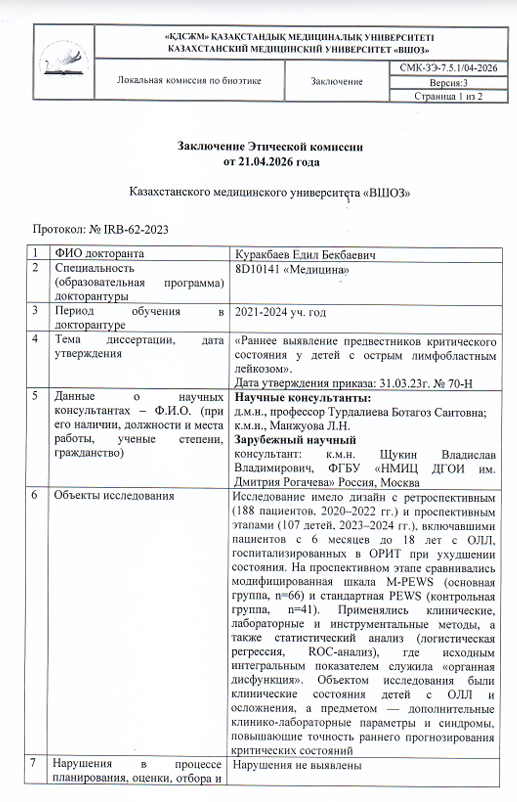 «ҚДСЖМ» ҚАЗАҚСТАНДЫҚ МЕДИЦИНАЛЫҚ УНИВЕРСИТЕТІ
КАЗАХСТАНСКИЙ МЕДИЦИНСКИЙ УНИВЕРСИТЕТ «ВШОЗ»
Локальная комиссия по биоэтике
Заключение
СМК-ЗЭ-7.5.1/04-2026
Версия:3
Страница 1 из 2
Заключение Этической комиссии
от 21.04.2026 года
Казахстанского медицинского университета «ВШОЗ»
Протокол: № IRB-62-2023
1 ФИО докторанта
Куракбаев Едил Бекбаевич
2 Специальность
(образовательная программа)
докторантуры
8D10141 «Медицина»
3 Период обучения в
докторантуре
2021-2024 уч. год
4 Тема диссертации, дата
утверждения
«Раннее выявление предвестников критического
состояния у детей с острым лимфобластным
лейкозом».
Дата утверждения приказа: 31.03.23г. № 70-Н
5 Данные о научных
консультантах – Ф.И.О. (при
его наличии, должности и места
работы, ученые степени,
гражданство)
Научные консультанты:
д.м.н., профессор Турдалиева Ботагоз Саитовна;
к.м.н., Манжуова Л.Н.
Зарубежный научный
консультант: к.м.н. Щукин Владислав
Владимирович, ФГБУ «НМИЦ ДГОИ им.
Дмитрия Рогачева» Россия, Москва
6 Объекты исследования
Исследование имело дизайн с ретроспективным
(188 пациентов, 2020–2022 гг.) и проспективным
этапами (107 детей, 2023–2024 гг.), включавшими
пациентов с 6 месяцев до 18 лет с ОЛЛ,
госпитализированных в ОРИТ при ухудшении
состояния. На проспективном этапе сравнивались
модифицированная шкала M-PEWS (основная
группа, n=66) и стандартная PEWS (контрольная
группа, n=41). Применялись клинические,
лабораторные и инструментальные методы, а
также статистический анализ (логистическая
регрессия, ROC-анализ), где исходным
интегральным показателем служила «органная
дисфункция». Объектом исследования были
клинические состояния детей с ОЛЛ и
осложнения, а предметом — дополнительные
клинико-лабораторные параметры и синдромы,
повышающие точность раннего прогнозирования
критических состояний
7 Нарушения в процессе
планирования, оценки, отбора и
Нарушения не выявлены